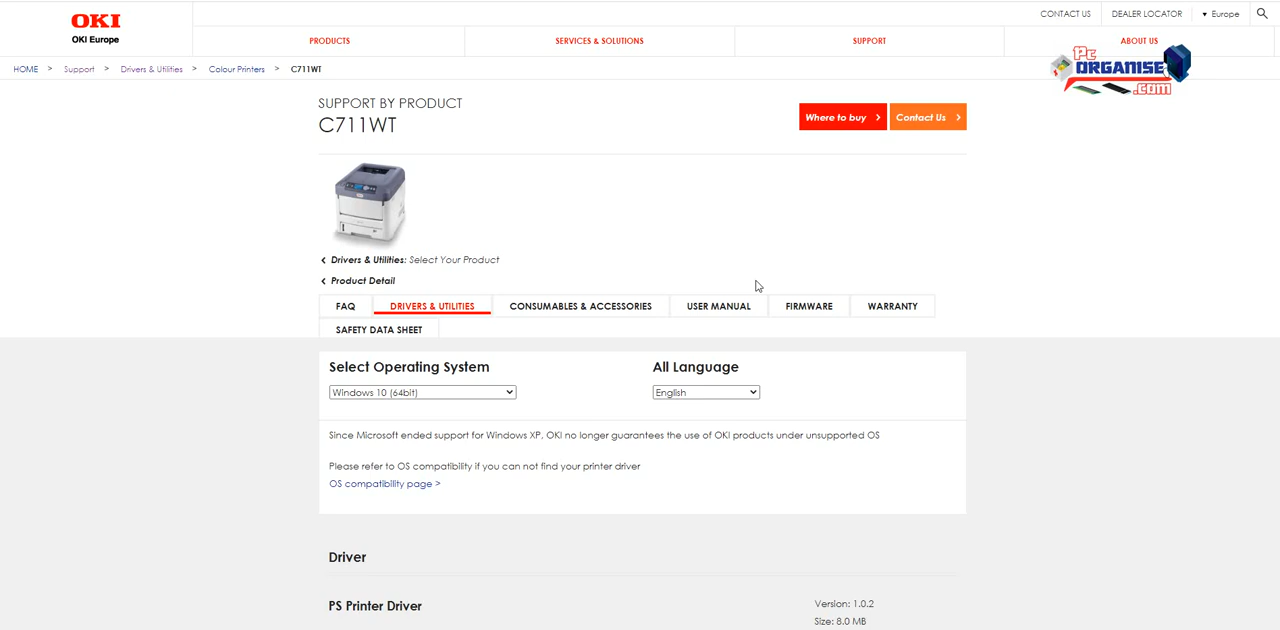 OKI
OKI Europe
CONTACT US
DEALER LOCATOR
▾ Europe
PRODUCTS
SERVICES & SOLUTIONS
SUPPORT
ABOUT US
HOME > Support > Drivers & Utilities > Colour Printers > C711WT
Pc
ORGANISE
.com
SUPPORT BY PRODUCT
C711WT
Where to buy >
Contact Us >
< Drivers & Utilities: Select Your Product
< Product Detail
FAQ
DRIVERS & UTILITIES
CONSUMABLES & ACCESSORIES
USER MANUAL
FIRMWARE
WARRANTY
SAFETY DATA SHEET
Select Operating System
All Language
Windows 10 (64bit)
English
Since Microsoft ended support for Windows XP, OKI no longer guarantees the use of OKI products under unsupported OS
Please refer to OS compatibility if you can not find your printer driver
OS compatibility page >
Driver
PS Printer Driver
Version: 1.0.2
Size: 8.0 MB